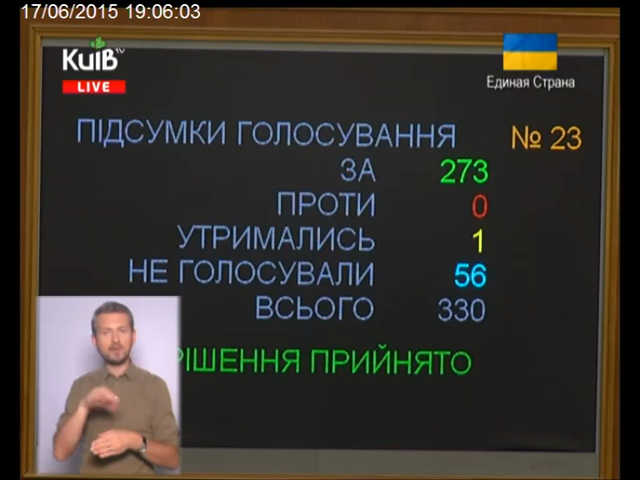 17/06/2015 19:06:03
КиїВ tv
LIVE
Единая Страна
ПІДСУМКИ ГОЛОСУВАННЯ № 23
ЗА 273
ПРОТИ 0
УТРИМАЛИСЬ 1
НЕ ГОЛОСУВАЛИ 56
ВСЬОГО 330
РІШЕННЯ ПРИЙНЯТО